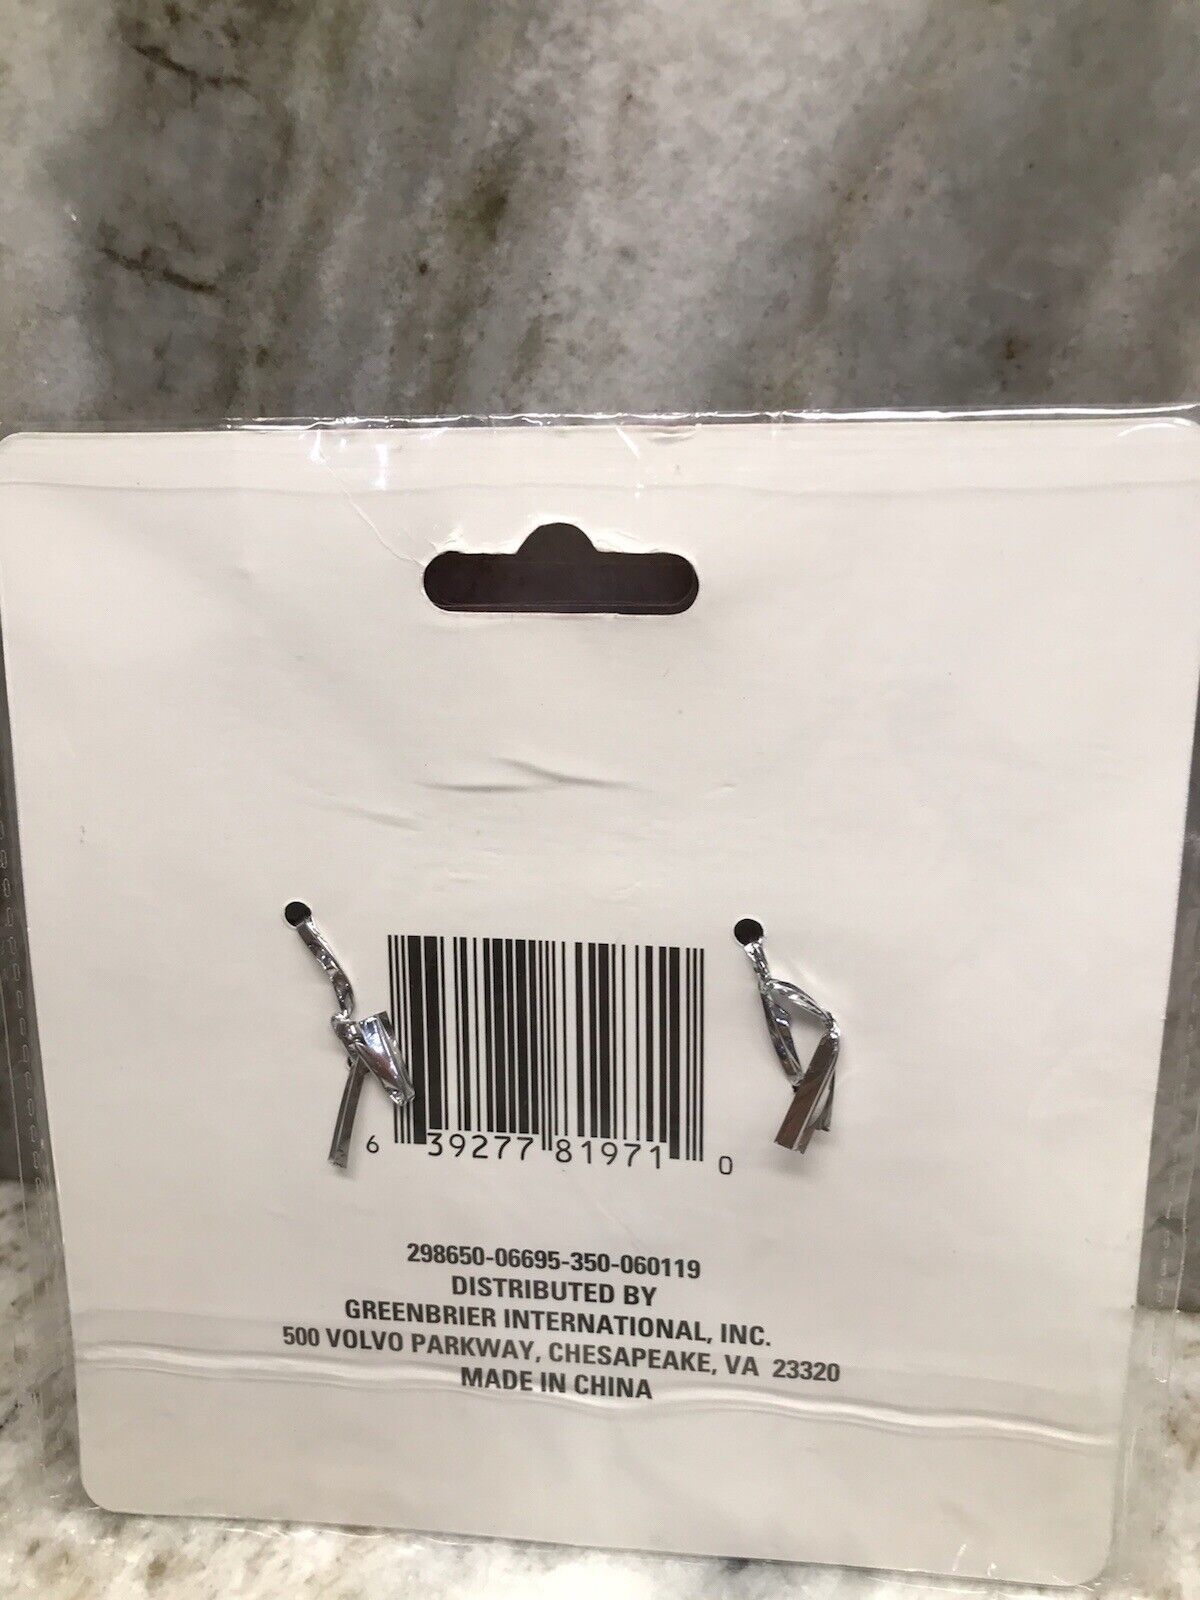 6 39277 81971 0
298650-06695-350-060119
DISTRIBUTED BY
GREENBRIER INTERNATIONAL, INC.
500 VOLVO PARKWAY, CHESAPEAKE, VA 23320
MADE IN CHINA